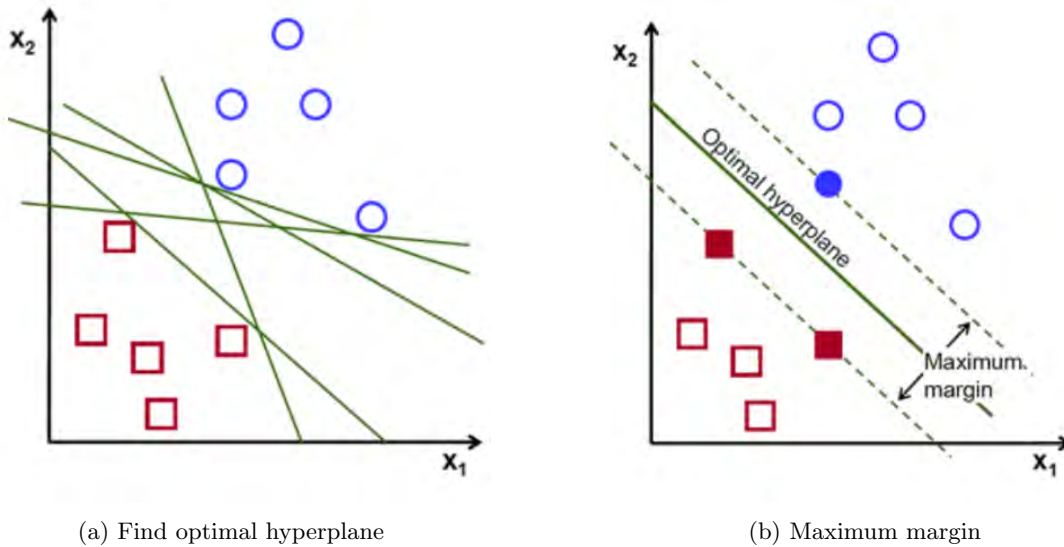 X2
X1
(a) Find optimal hyperplane
X2
Optimal hyperplane
Maximum
margin
X1
(b) Maximum margin